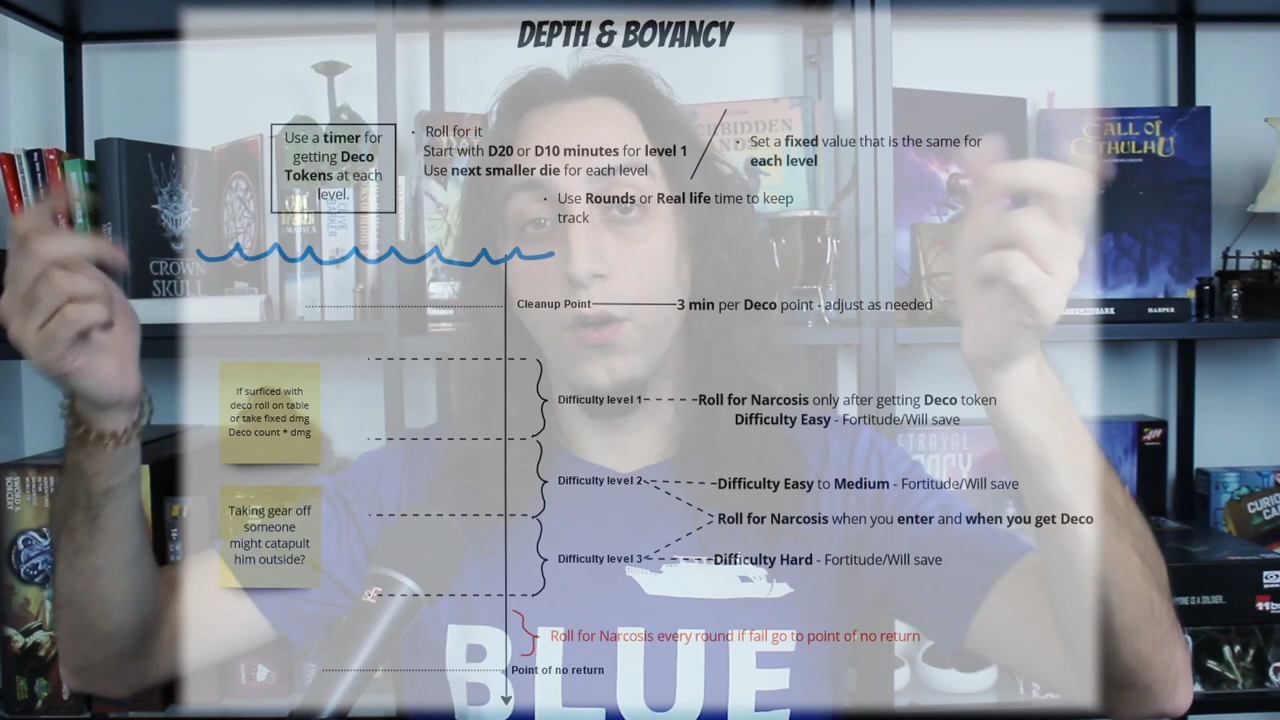 DEPTH & BOYANCY
Use a timer for
getting Deco
Tokens at each
level.
Roll for it
Start with D20 or D10 minutes for level 1
Use next smaller die for each level
Set a fixed value that is the same for
each level
Use Rounds or Real life time to keep
track
Cleanup Point
3 min per Deco point - adjust as needed
If surficed with
deco roll on table
or take fixed dmg
Deco count * dmg
Difficulty level 1
Roll for Narcosis only after getting Deco token
Difficulty Easy - Fortitude/Will save
Difficulty level 2
Difficulty Easy to Medium - Fortitude/Will save
Roll for Narcosis when you enter and when you get Deco
Taking gear off
someone
might catapult
him outside?
Difficulty level 3
Difficulty Hard - Fortitude/Will save
Roll for Narcosis every round if fail go to point of no return
Point of no return
CALL OF
CTHULHU
HARPER
CROWN
SKULL
SWORD &
SORCERY
BLUE